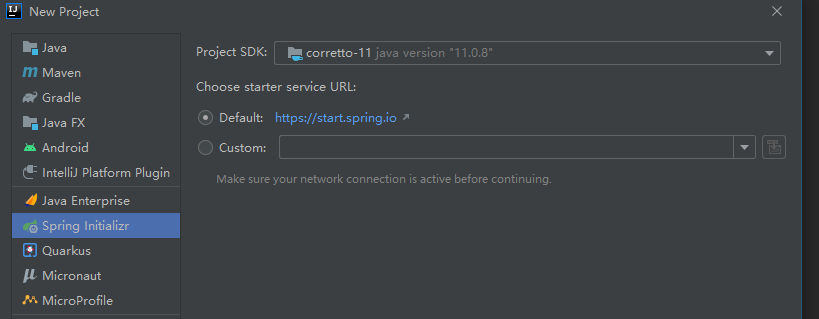 New Project
Java
Maven
Gradle
Java FX
Android
IntelliJ Platform Plugin
Java Enterprise
Spring Initializr
Quarkus
Micronaut
MicroProfile
Project SDK: corretto-11 java version "11.0.8"
Choose starter service URL:
Default: https://start.spring.io
Custom:
Make sure your network connection is active before continuing.